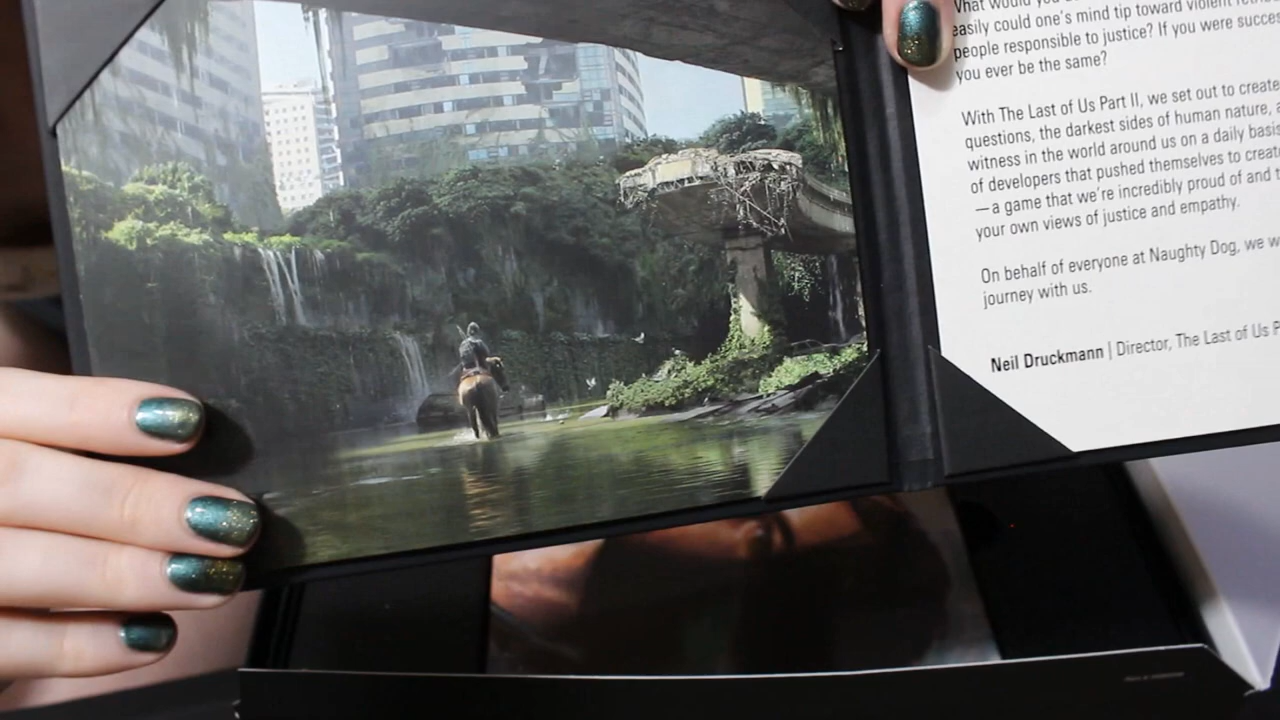 What would you
easily could one's mind tip toward violent
people responsible to justice? If you were
you ever be the same?
With The Last of Us Part II, we set out to create
questions, the darkest sides of human nature,
witness in the world around us on a daily
of developers that pushed themselves to
—a game that we're incredibly proud of and
your own views of justice and empathy.
On behalf of everyone at Naughty Dog, we
journey with us.
Neil Druckmann | Director, The Last of Us